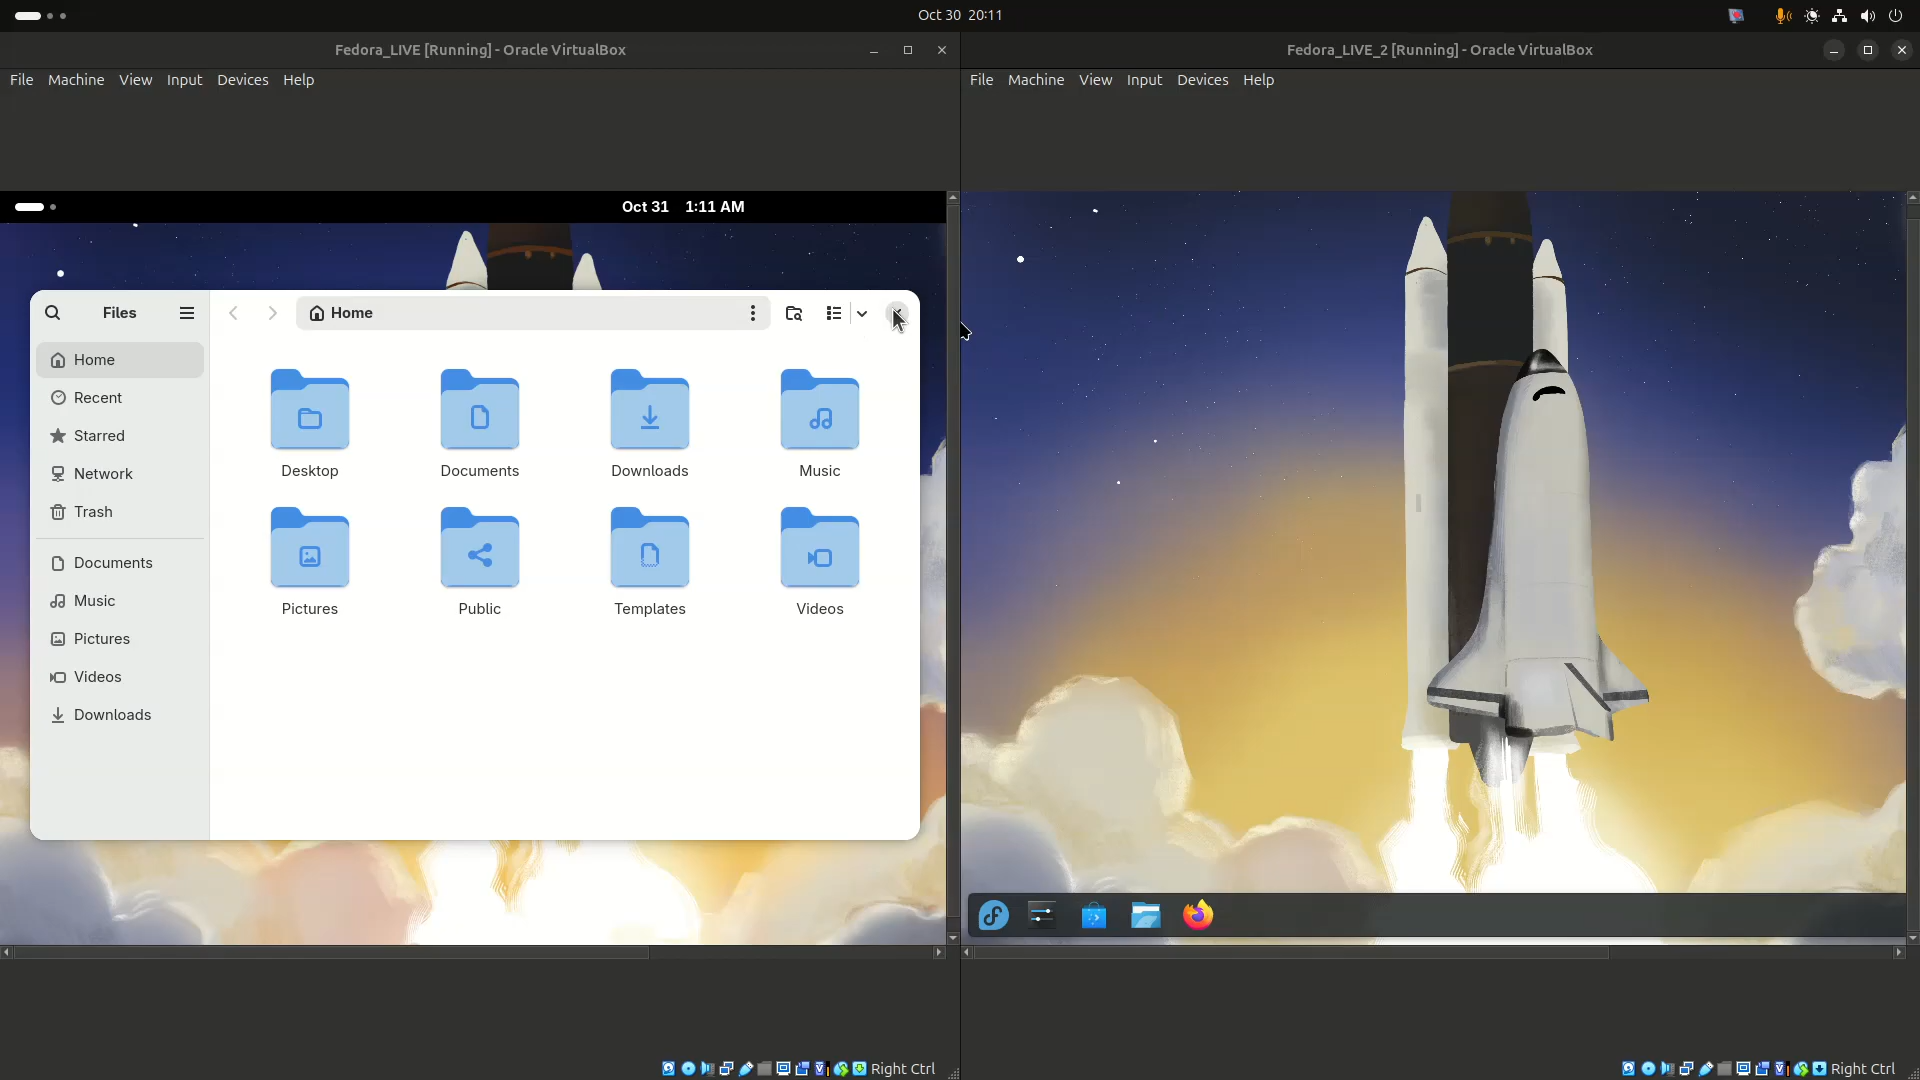 Oct 30 20:11
Fedora_LIVE [Running] - Oracle VirtualBox
File Machine View Input Devices Help
Oct 31 1:11 AM
Files
Home
Home
Recent
Starred
Network
Trash
Documents
Music
Pictures
Videos
Downloads
Desktop Documents Downloads Music
Pictures Public Templates Videos
Right Ctrl
Fedora_LIVE_2 [Running] - Oracle VirtualBox
File Machine View Input Devices Help
Right Ctrl